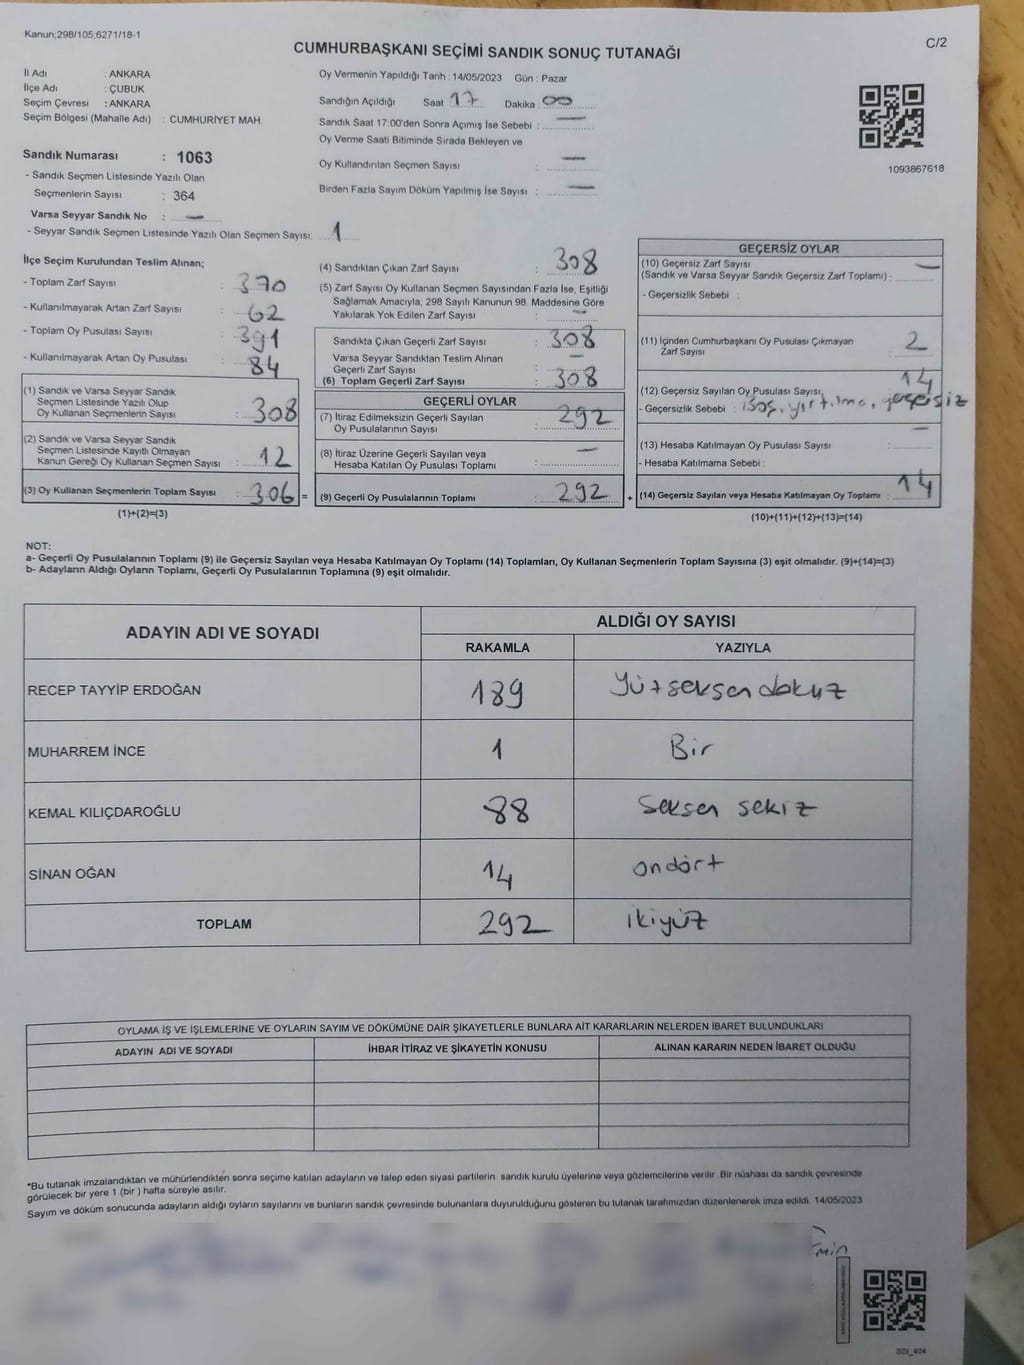 Kanun;298/105;6271/18-1
C/2
CUMHURBAŞKANI SEÇİMİ SANDIK SONUÇ TUTANAĞI
İl Adı : ANKARA
İlçe Adı : ÇUBUK
Seçim Çevresi : ANKARA
Seçim Bölgesi (Mahalle Adı) : CUMHURİYET MAH.
Sandık Numarası : 1063
- Sandık Seçmen Listesinde Yazılı Olan
Seçmenlerin Sayısı : 364
Varsa Seyyar Sandık No : —
- Seyyar Sandık Seçmen Listesinde Yazılı Olan Seçmen Sayısı: 1
Oy Vermenin Yapıldığı Tarih : 14/05/2023 Gün : Pazar
Sandığın Açıldığı Saat 17 Dakika : 00
Sandık Saat 17:00'den Sonra Açımış İse Sebebi : —
Oy Verme Saati Bitiminde Sırada Bekleyen ve
Oy Kullandırılan Seçmen Sayısı : —
Birden Fazla Sayım Döküm Yapılmış İse Sayısı : —
1093867618
İlçe Seçim Kurulundan Teslim Alınan;
- Toplam Zarf Sayısı : 370
- Kullanılmayarak Artan Zarf Sayısı : 62
- Toplam Oy Pusulası Sayısı : 391
- Kullanılmayarak Artan Oy Pusulası : 84
(1) Sandık ve Varsa Seyyar Sandık
Seçmen Listesinde Yazılı Olup
Oy Kullanan Seçmenlerin Sayısı : 308
(2) Sandık ve Varsa Seyyar Sandık
Seçmen Listesinde Kayıtlı Olmayan
Kanun Gereği Oy Kullanan Seçmen Sayısı : 12
(3) Oy Kullanan Seçmenlerin Toplam Sayısı : 306 =
(1)+(2)=(3)
(4) Sandıktan Çıkan Zarf Sayısı : 308
(5) Zarf Sayısı Oy Kullanan Seçmen Sayısından Fazla İse, Eşitliği
Sağlamak Amacıyla; 298 Sayılı Kanunun 98. Maddesine Göre
Yakılarak Yok Edilen Zarf Sayısı : —
Sandıkta Çıkan Geçerli Zarf Sayısı : 308
Varsa Seyyar Sandıktan Teslim Alınan
Geçerli Zarf Sayısı : —
(6) Toplam Geçerli Zarf Sayısı : 308
GEÇERLİ OYLAR
(7) İtiraz Edilmeksizin Geçerli Sayılan
Oy Pusulalarının Sayısı : 292
(8) İtiraz Üzerine Geçerli Sayılan veya
Hesaba Katılan Oy Pusulası Toplamı : —
(9) Geçerli Oy Pusulalarının Toplamı : 292 +
GEÇERSİZ OYLAR
(10) Geçersiz Zarf Sayısı —
(Sandık ve Varsa Seyyar Sandık Geçersiz Zarf Toplamı) :
- Geçersizlik Sebebi :
(11) İçinden Cumhurbaşkanı Oy Pusulası Çıkmayan
Zarf Sayısı : 2
(12) Geçersiz Sayılan Oy Pusulası Sayısı 14
- Geçersizlik Sebebi : yırtılma, geçersiz
(13) Hesaba Katılmayan Oy Pusulası Sayısı : —
- Hesaba Katılmama Sebebi :
(14) Geçersiz Sayılan veya Hesaba Katılmayan Oy Toplamı : 14
(10)+(11)+(12)+(13)=(14)
NOT:
a- Geçerli Oy Pusulalarının Toplamı (9) ile Geçersiz Sayılan veya Hesaba Katılmayan Oy Toplamı (14) Toplamları, Oy Kullanan Seçmenlerin Toplam Sayısına (3) eşit olmalıdır. (9)+(14)=(3)
b- Adayların Aldığı Oyların Toplamı, Geçerli Oy Pusulalarının Toplamına (9) eşit olmalıdır.
ADAYIN ADI VE SOYADI
ALDIĞI OY SAYISI
RAKAMLA YAZIYLA
RECEP TAYYİP ERDOĞAN 189 Yüzseksendokuz
MUHARREM İNCE 1 Bir
KEMAL KILIÇDAROĞLU 88 Seksen sekiz
SİNAN OĞAN 14 ondört
TOPLAM 292 ikiyüz
OYLAMA İŞ VE İŞLEMLERİNE VE OYLARIN SAYIM VE DÖKÜMÜNE DAİR ŞİKAYETLERLE BUNLARA AİT KARARLARIN NELERDEN İBARET BULUNDUKLARI
ADAYIN ADI VE SOYADI İHBAR İTİRAZ VE ŞİKAYETİN KONUSU ALINAN KARARIN NEDEN İBARET OLDUĞU
*Bu tutanak imzalandıktan ve mühürlendikten sonra seçime katılan adayların ve talep eden siyasi partilerin sandık kurulu üyelerine veya gözlemcilerine verilir .Bir nüshası da sandık çevresinde
görülecek bir yere 1 (bir ) hafta süreyle asılır.
Sayım ve döküm sonucunda adayların aldığı oyların sayılarını ve bunların sandık çevresinde bulunanlara duyurulduğunu gösteren bu tutanak tarafımızdan düzenlenerek imza edildi. 14/05/2023